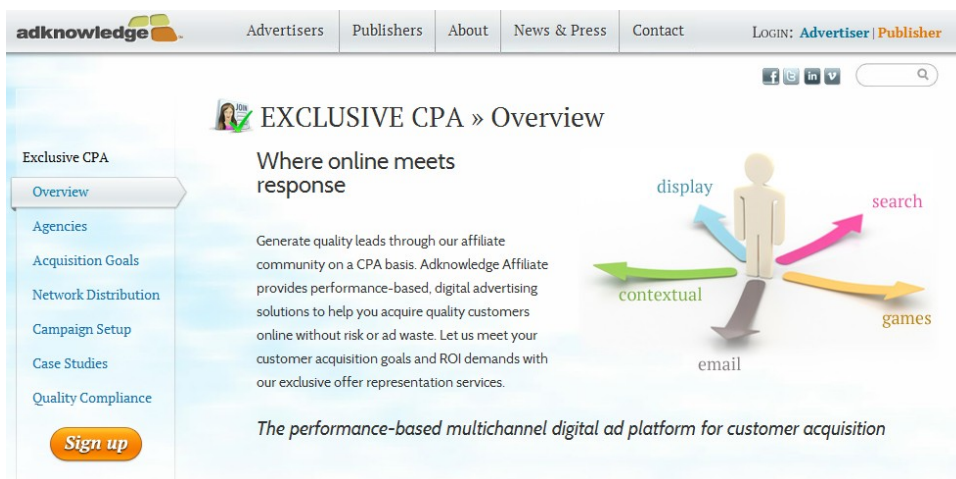 adknowledge
Advertisers Publishers About News & Press Contact LOGIN: Advertiser | Publisher
JOIN
EXCLUSIVE CPA » Overview
Exclusive CPA
Overview
Agencies
Acquisition Goals
Network Distribution
Campaign Setup
Case Studies
Quality Compliance
Sign up
Where online meets
response
Generate quality leads through our affiliate
community on a CPA basis. Adknowledge Affiliate
provides performance-based, digital advertising
solutions to help you acquire quality customers
online without risk or ad waste. Let us meet your
customer acquisition goals and ROI demands with
our exclusive offer representation services.
display
search
contextual
games
email
The performance-based multichannel digital ad platform for customer acquisition